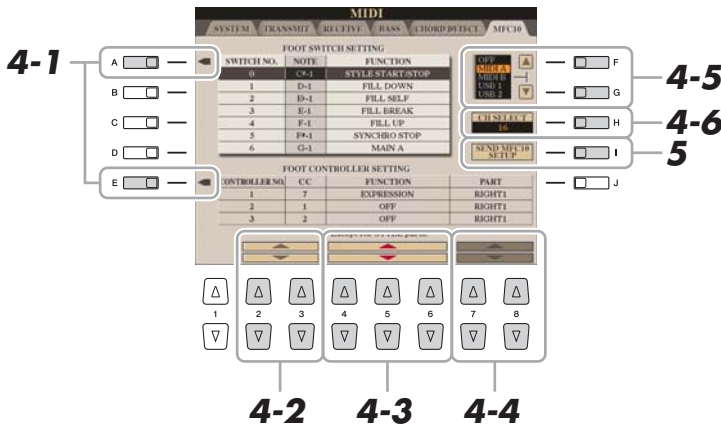 MIDI
SYSTEM TRANSMIT RECEIVE BASS CHORD DETECT MFC10
FOOT SWITCH SETTING
SWITCH NO. NOTE FUNCTION
0 C#-1 STYLE START/STOP
1 D-1 FILL DOWN
2 E♭-1 FILL SELF
3 E-1 FILL BREAK
4 F-1 FILL UP
5 F#-1 SYNCHRO STOP
6 G-1 MAIN A
FOOT CONTROLLER SETTING
CONTROLLER NO. CC FUNCTION PART
1 7 EXPRESSION RIGHT1
2 1 OFF RIGHT1
3 2 OFF RIGHT1
4-1
A
B
C
D
E
OFF
MIDI A
MIDI B
USB 1
USB 2
CH SELECT
16
SEND MFC10
SETUP
F
G
H
I
J
4-5
4-6
5
1 2 3 4 5 6 7 8
4-2 4-3 4-4